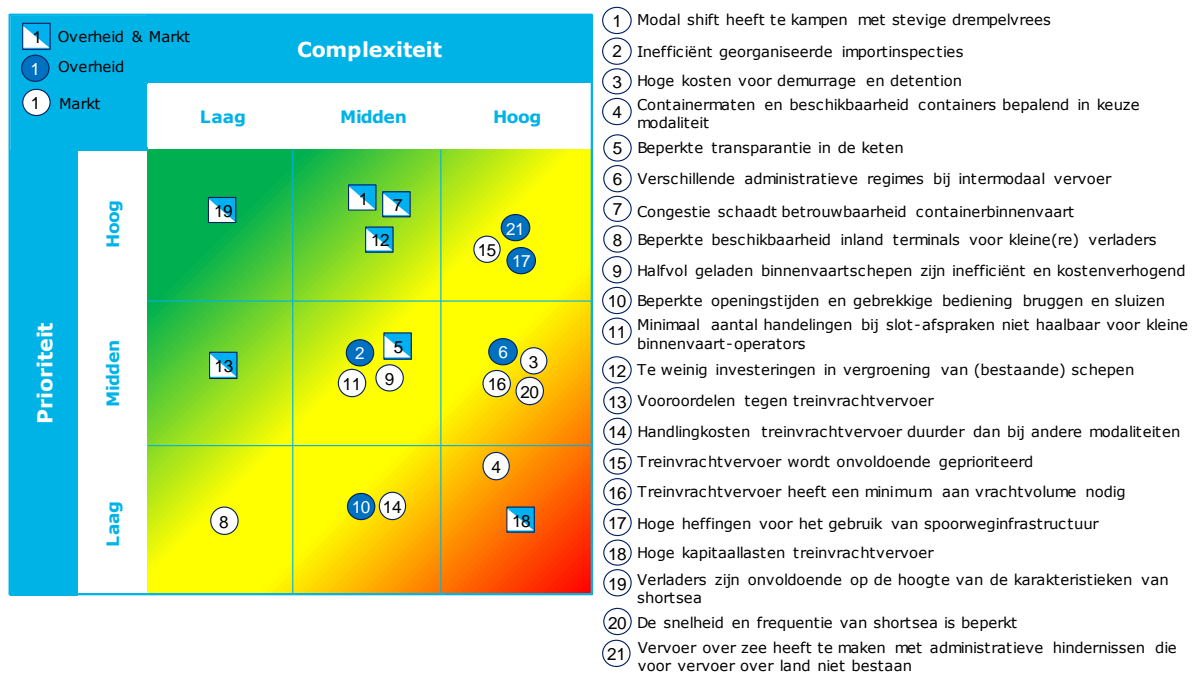 1 Overheid & Markt
1 Overheid
1 Markt
Complexiteit
Laag Midden Hoog
Prioriteit
Hoog
19
1
7
12
21
15
17
Midden
13
2
5
11
9
6
3
16
20
Laag
8
10
14
4
18
1 Modal shift heeft te kampen met stevige drempelvrees
2 Inefficiënt georganiseerde importinspecties
3 Hoge kosten voor demurrage en detention
4 Containermaten en beschikbaarheid containers bepalend in keuze
modaliteit
5 Beperkte transparantie in de keten
6 Verschillende administratieve regimes bij intermodaal vervoer
7 Congestie schaadt betrouwbaarheid containerbinnenvaart
8 Beperkte beschikbaarheid inland terminals voor kleine(re) verladers
9 Halfvol geladen binnenvaartschepen zijn inefficiënt en kostenverhogend
10 Beperkte openingstijden en gebrekkige bediening bruggen en sluizen
11 Minimaal aantal handelingen bij slot-afspraken niet haalbaar voor kleine
binnenvaart-operators
12 Te weinig investeringen in vergroening van (bestaande) schepen
13 Vooroordelen tegen treinvrachtvervoer
14 Handlingkosten treinvrachtvervoer duurder dan bij andere modaliteiten
15 Treinvrachtvervoer wordt onvoldoende geprioriteerd
16 Treinvrachtvervoer heeft een minimum aan vrachtvolume nodig
17 Hoge heffingen voor het gebruik van spoorweginfrastructuur
18 Hoge kapitaallasten treinvrachtvervoer
19 Verladers zijn onvoldoende op de hoogte van de karakteristieken van
shortsea
20 De snelheid en frequentie van shortsea is beperkt
21 Vervoer over zee heeft te maken met administratieve hindernissen die
voor vervoer over land niet bestaan